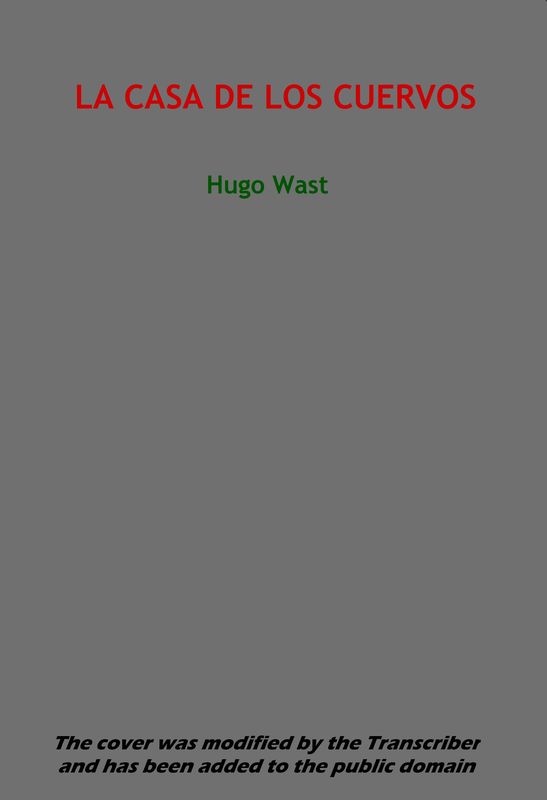 LA CASA DE LOS CUERVOS
Hugo Wast
The cover was modified by the Transcriber
and has been added to the public domain